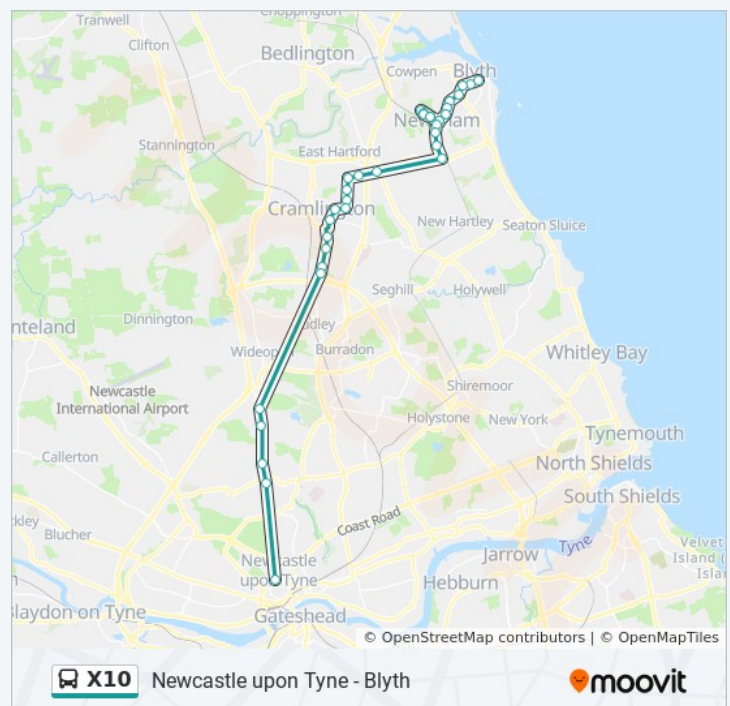 Tranwell
Choppington
Clifton
Bedlington
Cowpen
Blyth
Stannington
East Hartford
Cramlington
New Hartley
Seaton Sluice
Seghill
Holywell
nteland
Dinnington
Wideop
Burradon
Whitley Bay
Newcastle
International Airport
Shiremoor
Holystone
New York
Tynemouth
Callerton
North Shields
South Shields
Coast Road
Blucher
Newcastle
upon Tyne
Jarrow
Tyne
Velvet
Island (
Hebburn
Gateshead
laydon on Tyne
© OpenStreetMap contributors | © OpenMapTiles
X10 Newcastle upon Tyne - Blyth
moovit